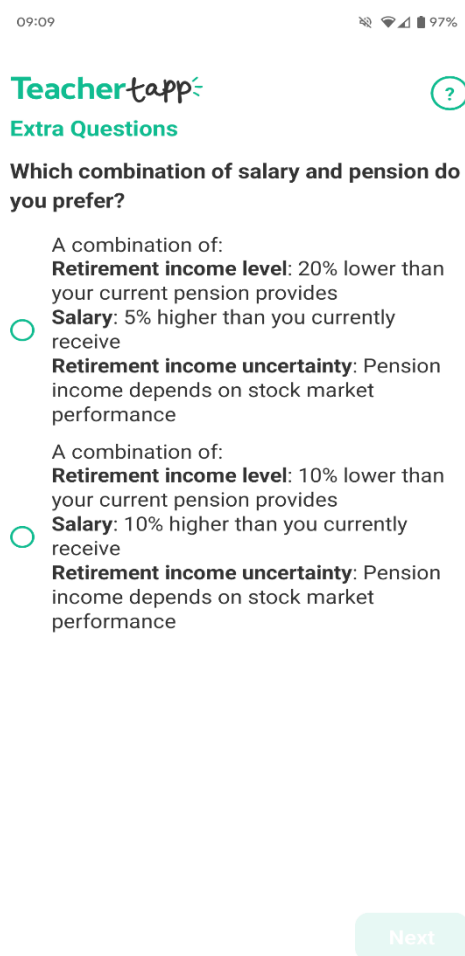 09:09
97%
Teachertapp
?
Extra Questions
Which combination of salary and pension do
you prefer?
A combination of:
Retirement income level: 20% lower than
your current pension provides
Salary: 5% higher than you currently
receive
Retirement income uncertainty: Pension
income depends on stock market
performance
A combination of:
Retirement income level: 10% lower than
your current pension provides
Salary: 10% higher than you currently
receive
Retirement income uncertainty: Pension
income depends on stock market
performance
Next